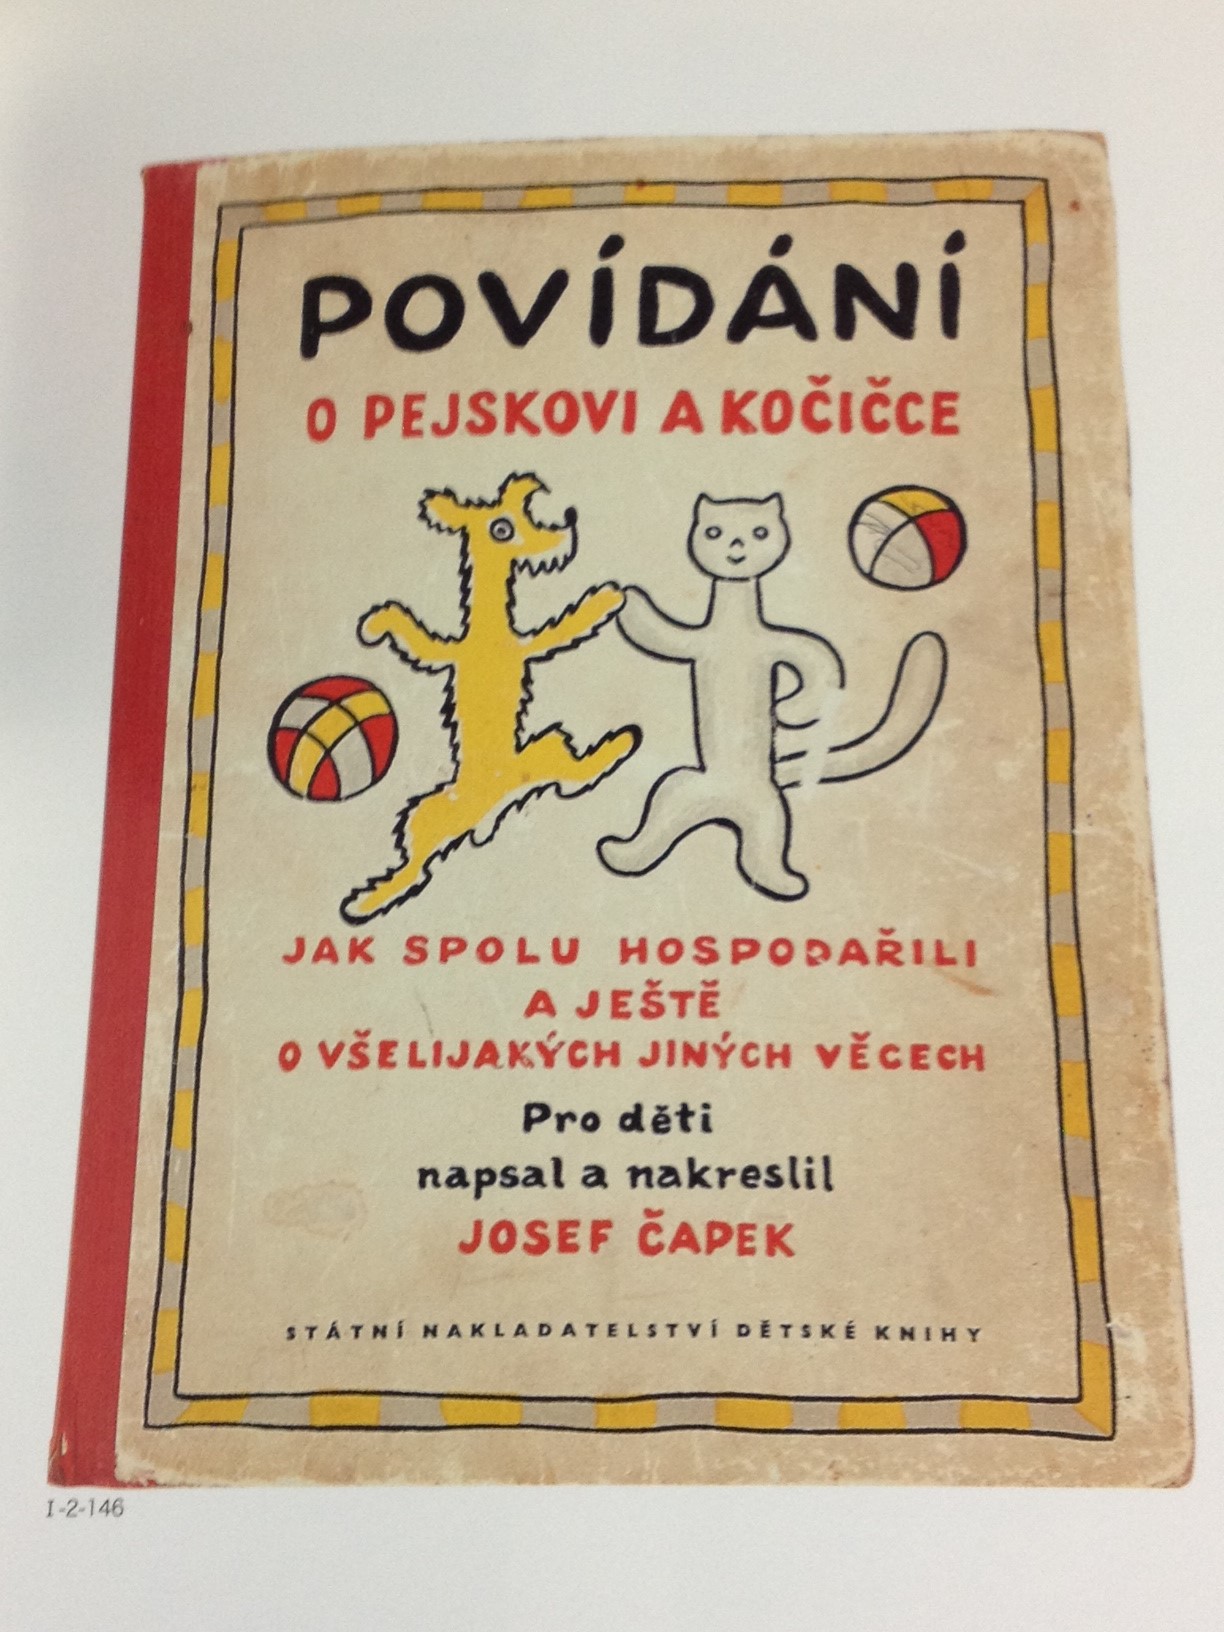 POVÍDÁNÍ
O PEJSKOVI A KOČIČCE
JAK SPOLU HOSPODAŘILI
A JEŠTĚ
O VŠELIJAKÝCH JINÝCH VĚCECH
Pro děti
napsal a nakreslil
JOSEF ČAPEK
STÁTNÍ NAKLADATELSTVÍ DĚTSKÉ KNIHY
I-2-146